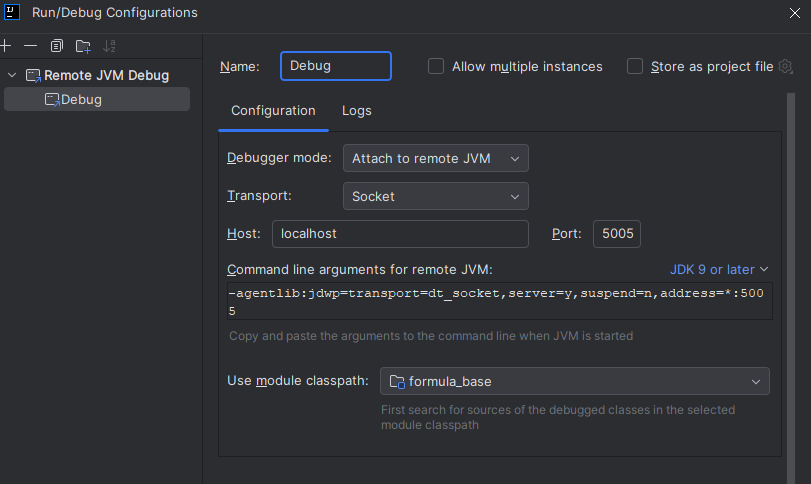 IJ
Run/Debug Configurations
Remote JVM Debug
Debug
Name: Debug Allow multiple instances Store as project file
Configuration Logs
Debugger mode: Attach to remote JVM
Transport: Socket
Host: localhost Port: 5005
Command line arguments for remote JVM: JDK 9 or later
-agentlib:jdwp=transport=dt_socket,server=y,suspend=n,address=*:500
5
Copy and paste the arguments to the command line when JVM is started
Use module classpath: formula_base
First search for sources of the debugged classes in the selected
module classpath